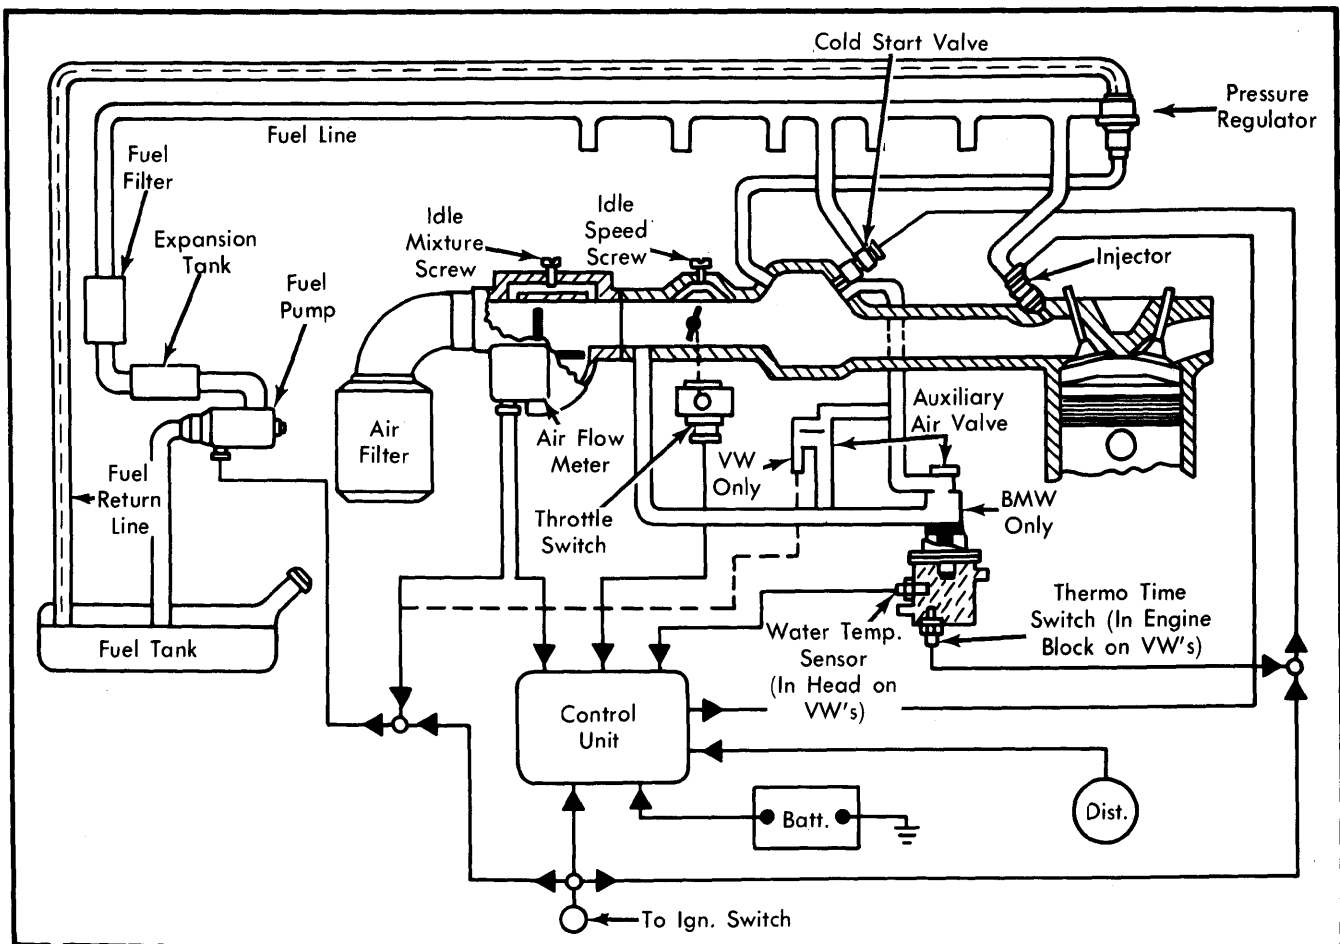 Cold Start Valve
Pressure
Regulator
Fuel Line
Fuel
Filter
Idle
Mixture
Screw
Idle
Speed
Screw
Expansion
Tank
Injector
Fuel
Pump
Auxiliary
Air Valve
Air
Filter
Air Flow
Meter
VW
Only
Fuel
Return
Line
BMW
Only
Throttle
Switch
Thermo Time
Switch (In Engine
Block on VW's)
Water Temp.
Sensor
(In Head on
VW's)
Fuel Tank
Control
Unit
Batt.
Dist.
To Ign. Switch